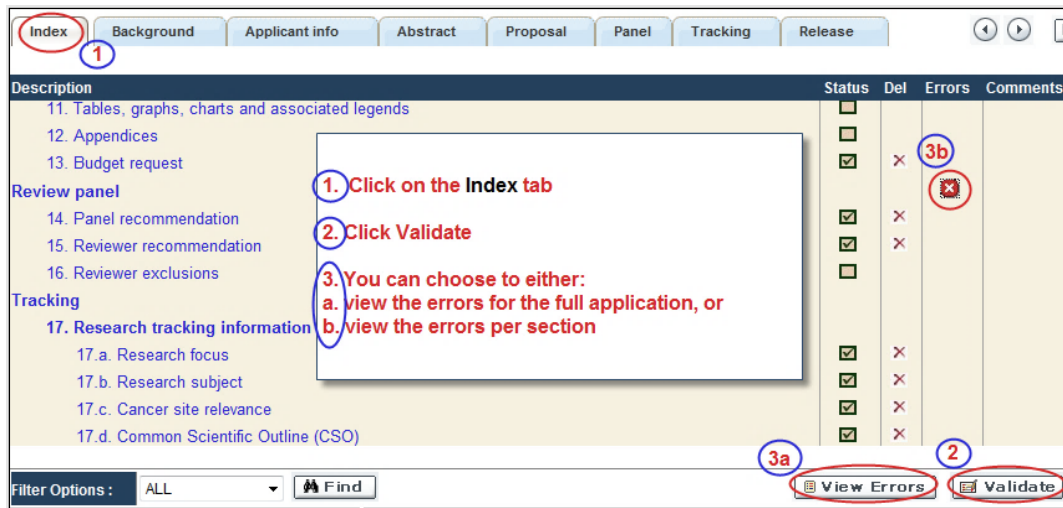 Index Background Applicant info Abstract Proposal Panel Tracking Release
1
Description Status Del Errors Comments
11. Tables, graphs, charts and associated legends
12. Appendices
13. Budget request
3b
Review panel
14. Panel recommendation
15. Reviewer recommendation
16. Reviewer exclusions
Tracking
17. Research tracking information
17.a. Research focus
17.b. Research subject
17.c. Cancer site relevance
17.d. Common Scientific Outline (CSO)
1. Click on the Index tab
2. Click Validate
3. You can choose to either:
a. view the errors for the full application, or
b. view the errors per section
3a
2
Filter Options : ALL Find View Errors Validate